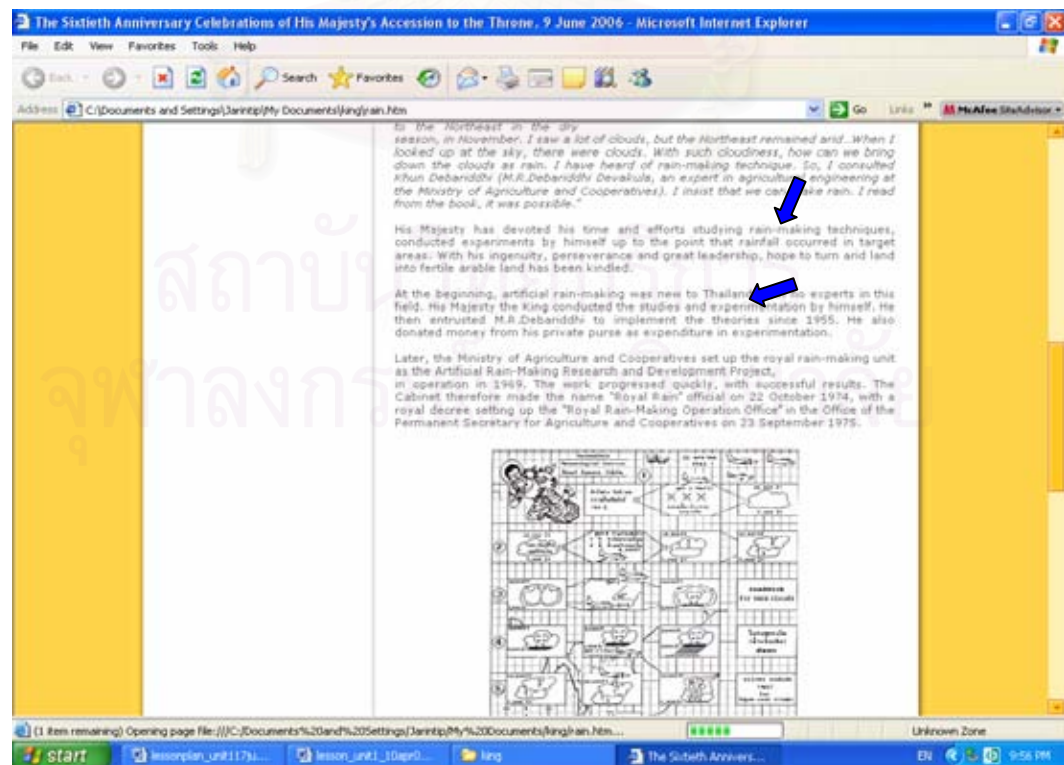 The Sixtieth Anniversary Celebrations of His Majesty's Accession to the Throne, 9 June 2006 - Microsoft Internet Explorer
File Edit View Favorites Tools Help
Back Search Favorites
Address C:\Documents and Settings\Jarintip\My Documents\king\rain.htm Go Links McAfee SiteAdvisor
to the Northeast in the dry
season, in November. I saw a lot of clouds, but the Northeast remained arid...When I
looked up at the sky, there were clouds. With such cloudiness, how can we bring
down the clouds as rain. I have heard of rain-making technique. So, I consulted
Khun Debariddhi (M.R.Debariddhi Devakula, an expert in agricultural engineering at
the Ministry of Agriculture and Cooperatives). I insist that we can make rain. I read
from the book, it was possible."
His Majesty has devoted his time and efforts studying rain-making techniques,
conducted experiments by himself up to the point that rainfall occurred in target
areas. With his ingenuity, perseverance and great leadership, hope to turn arid land
into fertile arable land has been kindled.
At the beginning, artificial rain-making was new to Thailand no experts in this
field. His Majesty the King conducted the studies and experimentation by himself. He
then entrusted M.R.Debariddhi to implement the theories since 1955. He also
donated money from his private purse as expenditure in experimentation.
Later, the Ministry of Agriculture and Cooperatives set up the royal rain-making unit
as the Artificial Rain-Making Research and Development Project,
in operation in 1969. The work progressed quickly, with successful results. The
Cabinet therefore made the name "Royal Rain" official on 22 October 1974, with a
royal decree setting up the "Royal Rain-Making Operation Office" in the Office of the
Permanent Secretary for Agriculture and Cooperatives on 23 September 1975.
(1 item remaining) Opening page file:///C:/Documents%20and%20Settings/Jarintip/My%20Documents/king/rain.htm... Unknown Zone
start lessonplan_unit117ju... lesson_unit1_10apr0... king The Sixtieth Annivers... EN 9:56 PM